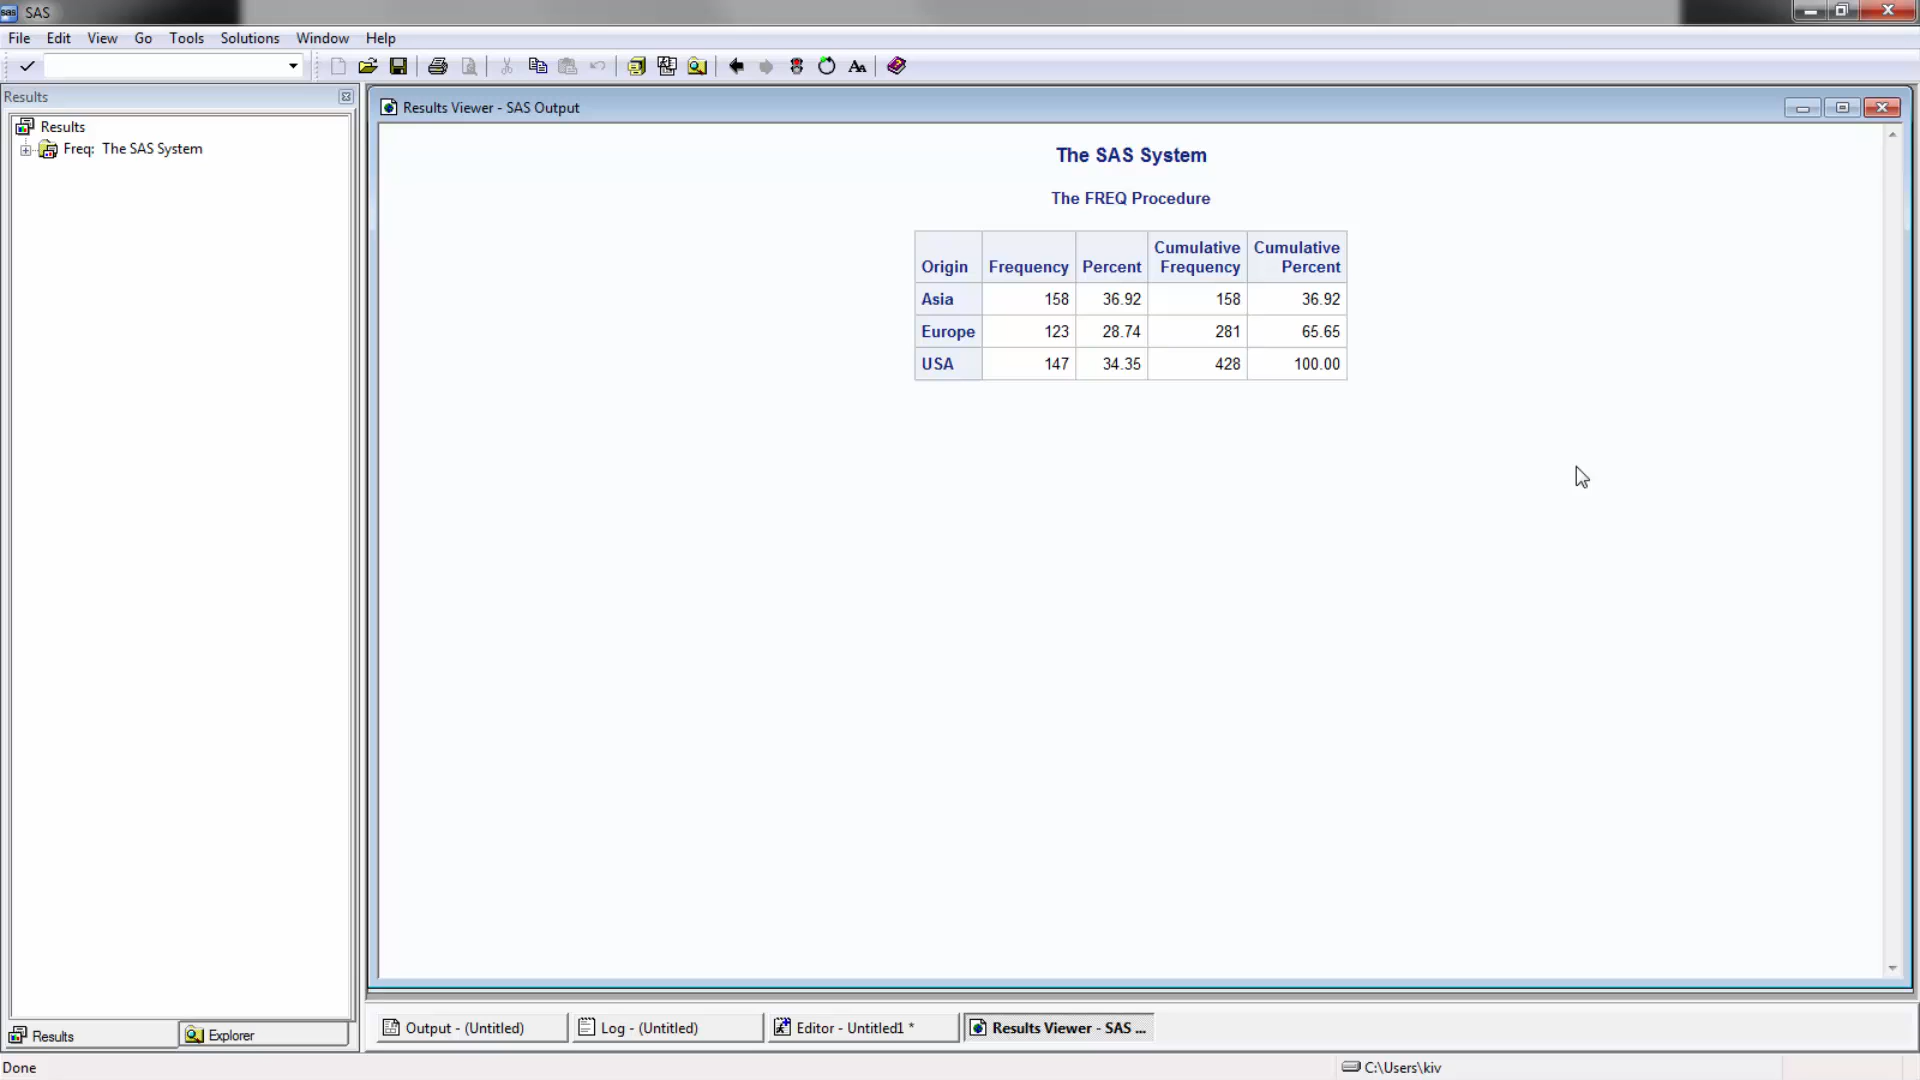 SAS
File Edit View Go Tools Solutions Window Help
Results
Results Viewer - SAS Output
Results
Freq: The SAS System
The SAS System
The FREQ Procedure
Origin Frequency Percent Cumulative Frequency Cumulative Percent
Asia 158 36.92 158 36.92
Europe 123 28.74 281 65.65
USA 147 34.35 428 100.00
Results Explorer
Output - (Untitled) Log - (Untitled) Editor - Untitled1 * Results Viewer - SAS ...
Done C:\Users\kiv